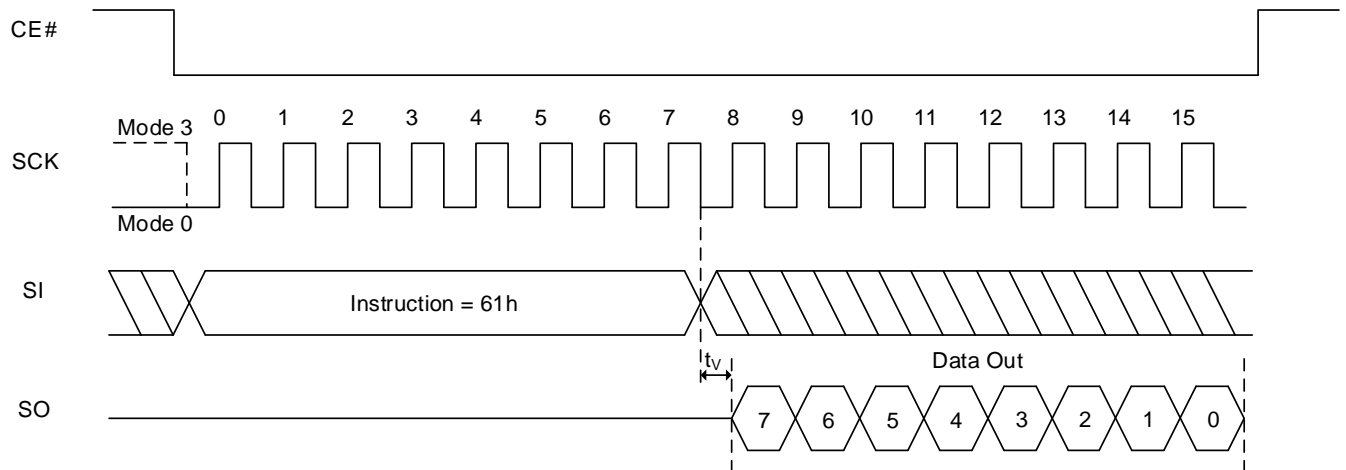 CE#
Mode 3
0 1 2 3 4 5 6 7 8 9 10 11 12 13 14 15
SCK
Mode 0
SI
Instruction = 61h
tV
Data Out
SO
7 6 5 4 3 2 1 0